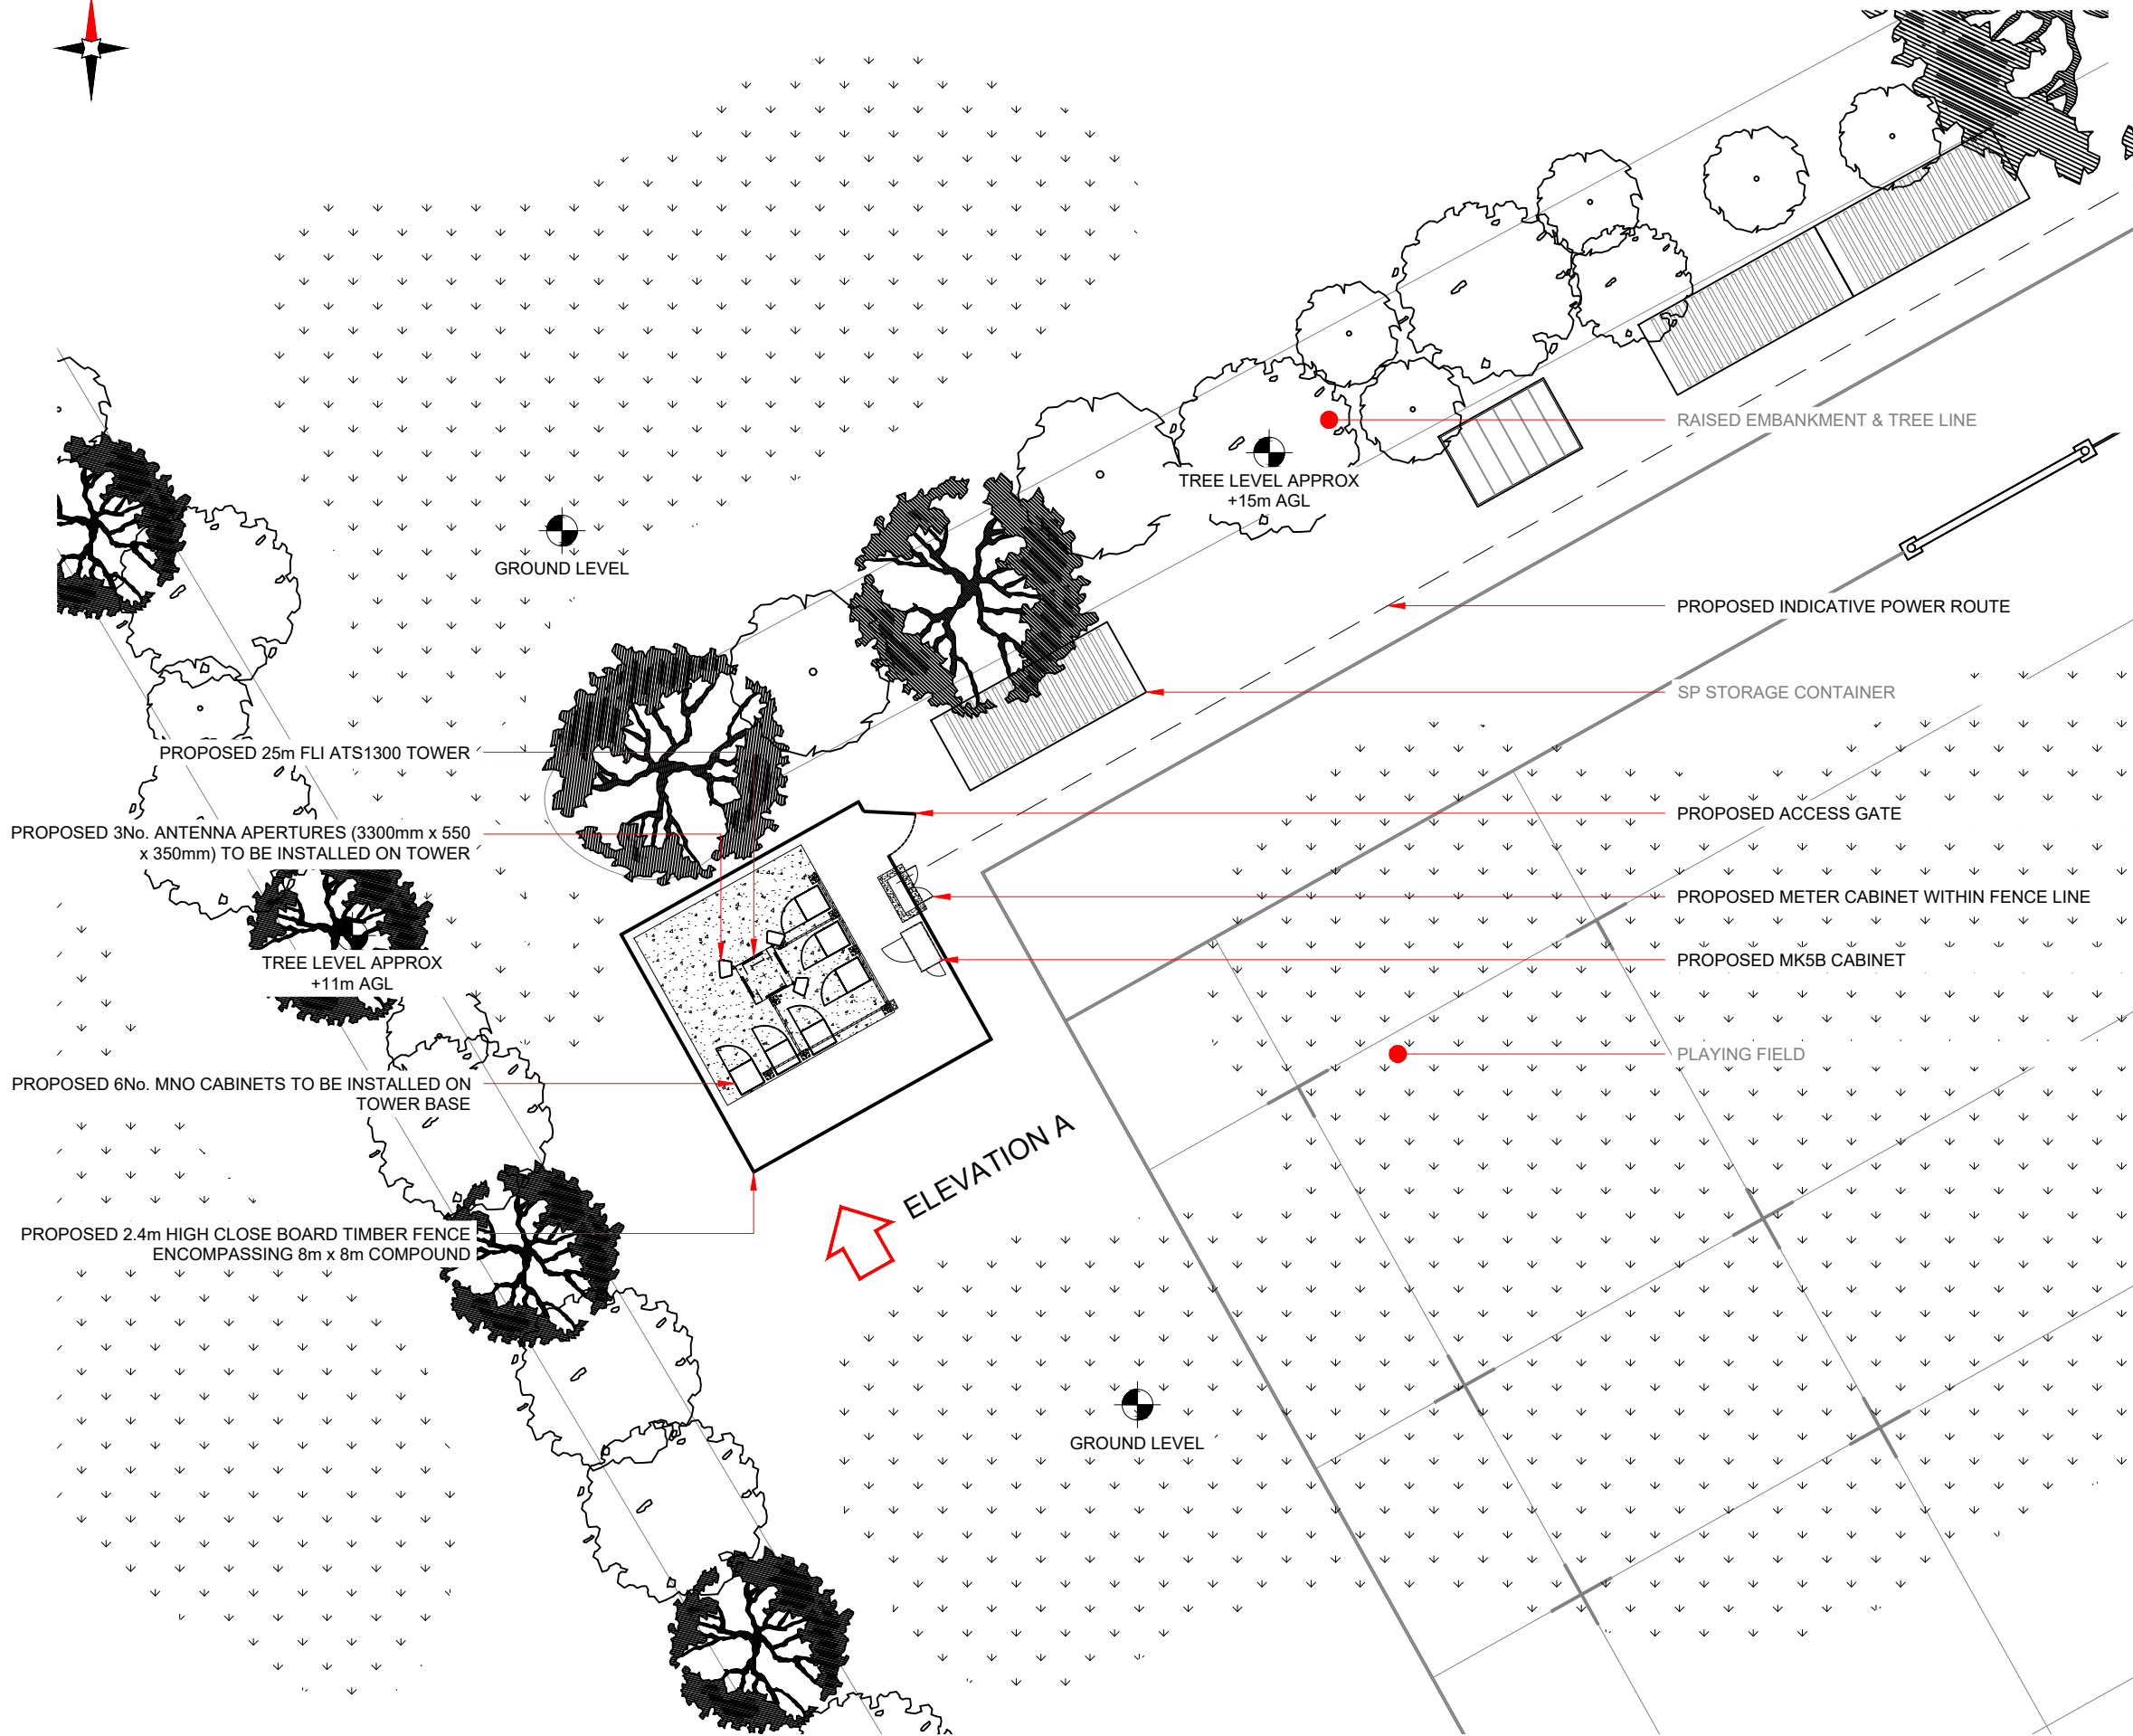 RAISED EMBANKMENT & TREE LINE
TREE LEVEL APPROX
+15m AGL
GROUND LEVEL
PROPOSED INDICATIVE POWER ROUTE
SP STORAGE CONTAINER
PROPOSED 25m FLI ATS1300 TOWER
PROPOSED ACCESS GATE
PROPOSED 3No. ANTENNA APERTURES (3300mm x 550
x 350mm) TO BE INSTALLED ON TOWER
PROPOSED METER CABINET WITHIN FENCE LINE
PROPOSED MK5B CABINET
TREE LEVEL APPROX
+11m AGL
PLAYING FIELD
PROPOSED 6No. MNO CABINETS TO BE INSTALLED ON
TOWER BASE
ELEVATION A
PROPOSED 2.4m HIGH CLOSE BOARD TIMBER FENCE
ENCOMPASSING 8m x 8m COMPOUND
GROUND LEVEL